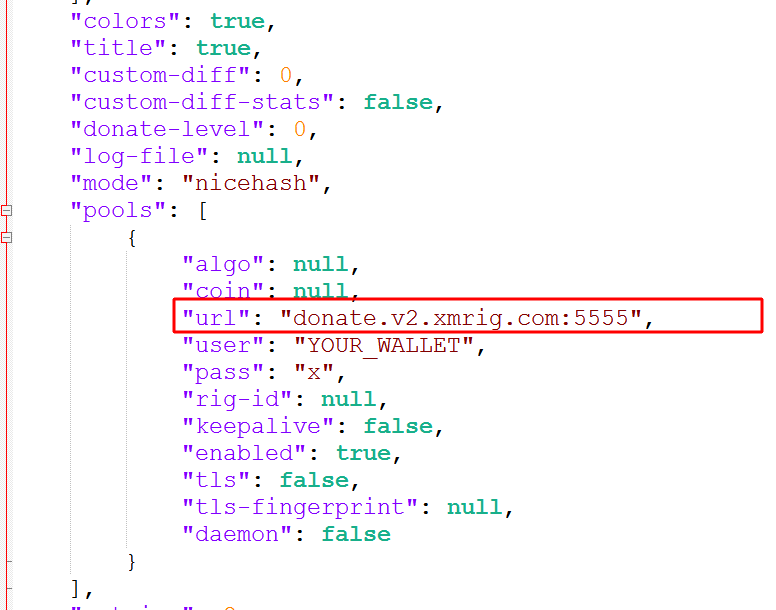 ],
"colors": true,
"title": true,
"custom-diff": 0,
"custom-diff-stats": false,
"donate-level": 0,
"log-file": null,
"mode": "nicehash",
"pools": [
{
"algo": null,
"coin": null,
"url": "donate.v2.xmrig.com:5555",
"user": "YOUR_WALLET",
"pass": "x",
"rig-id": null,
"keepalive": false,
"enabled": true,
"tls": false,
"tls-fingerprint": null,
"daemon": false
}
],